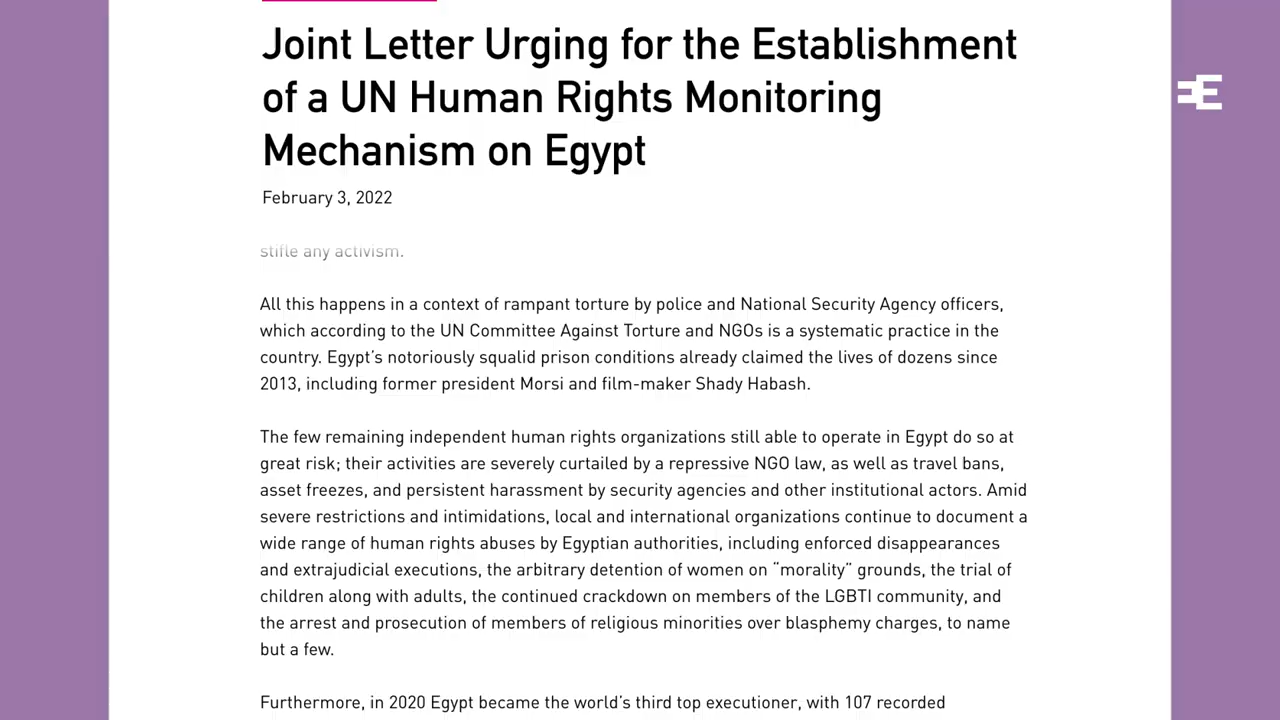 Joint Letter Urging for the Establishment
of a UN Human Rights Monitoring
Mechanism on Egypt
February 3, 2022
stifle any activism.
All this happens in a context of rampant torture by police and National Security Agency officers,
which according to the UN Committee Against Torture and NGOs is a systematic practice in the
country. Egypt’s notoriously squalid prison conditions already claimed the lives of dozens since
2013, including former president Morsi and film-maker Shady Habash.
The few remaining independent human rights organizations still able to operate in Egypt do so at
great risk; their activities are severely curtailed by a repressive NGO law, as well as travel bans,
asset freezes, and persistent harassment by security agencies and other institutional actors. Amid
severe restrictions and intimidations, local and international organizations continue to document a
wide range of human rights abuses by Egyptian authorities, including enforced disappearances
and extrajudicial executions, the arbitrary detention of women on “morality” grounds, the trial of
children along with adults, the continued crackdown on members of the LGBTI community, and
the arrest and prosecution of members of religious minorities over blasphemy charges, to name
but a few.
Furthermore, in 2020 Egypt became the world’s third top executioner, with 107 recorded